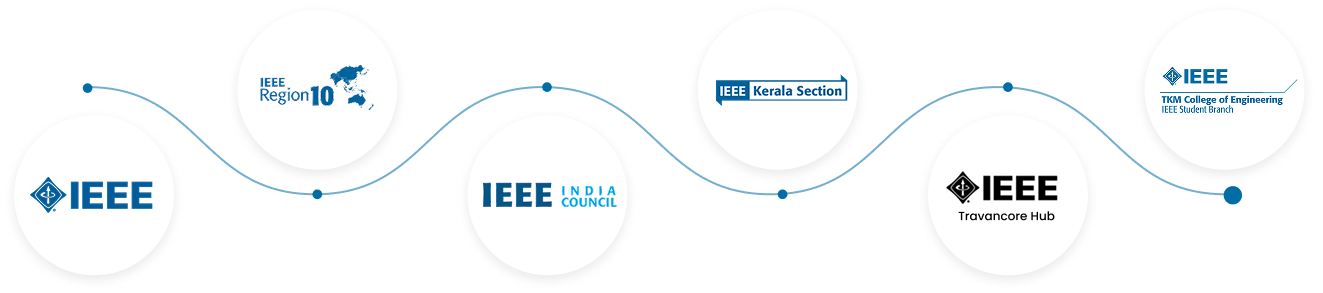 IEEE
IEEE
Region 10
IEEE INDIA
COUNCIL
IEEE Kerala Section
IEEE
Travancore Hub
IEEE
TKM College of Engineering
IEEE Student Branch